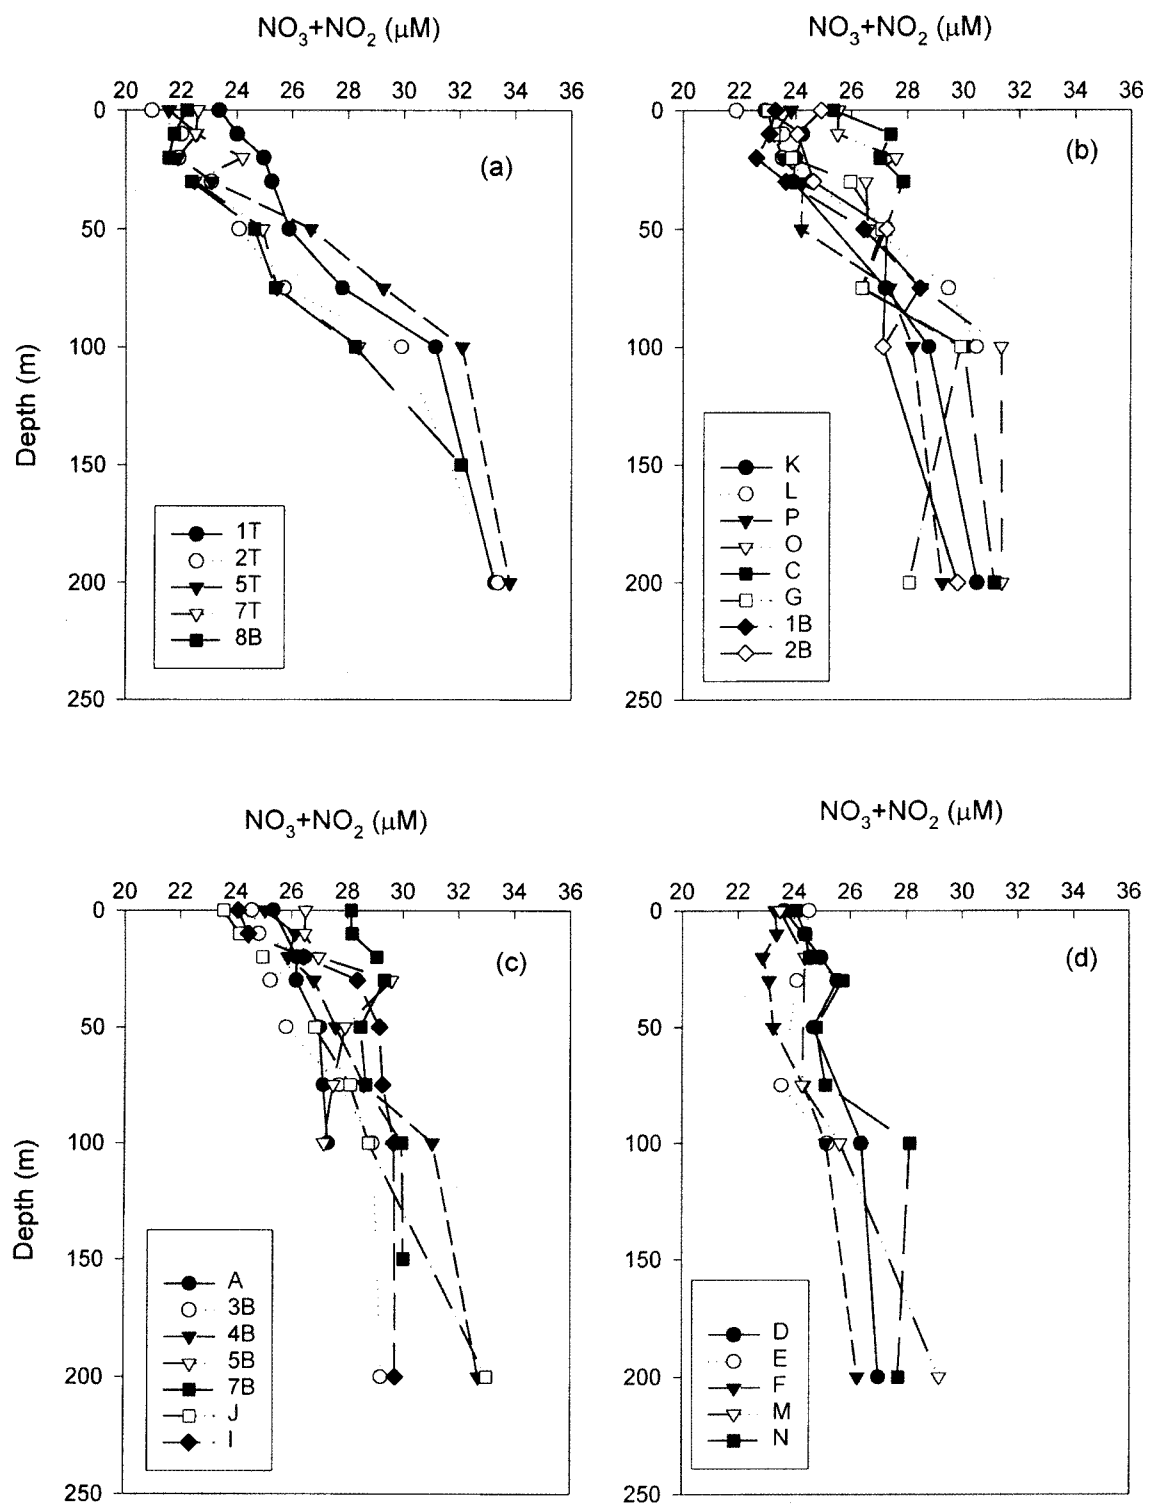 NO3+NO2 (μM)
20 22 24 26 28 30 32 34 36
0
50
100
150
200
250
Depth (m)
(a)
1T
2T
5T
7T
8B
NO3+NO2 (μM)
20 22 24 26 28 30 32 34 36
0
50
100
150
200
250
(b)
K
L
P
O
C
G
1B
2B
NO3+NO2 (μM)
20 22 24 26 28 30 32 34 36
0
50
100
150
200
250
Depth (m)
(c)
A
3B
4B
5B
7B
J
I
NO3+NO2 (μM)
20 22 24 26 28 30 32 34 36
0
50
100
150
200
250
(d)
D
E
F
M
N